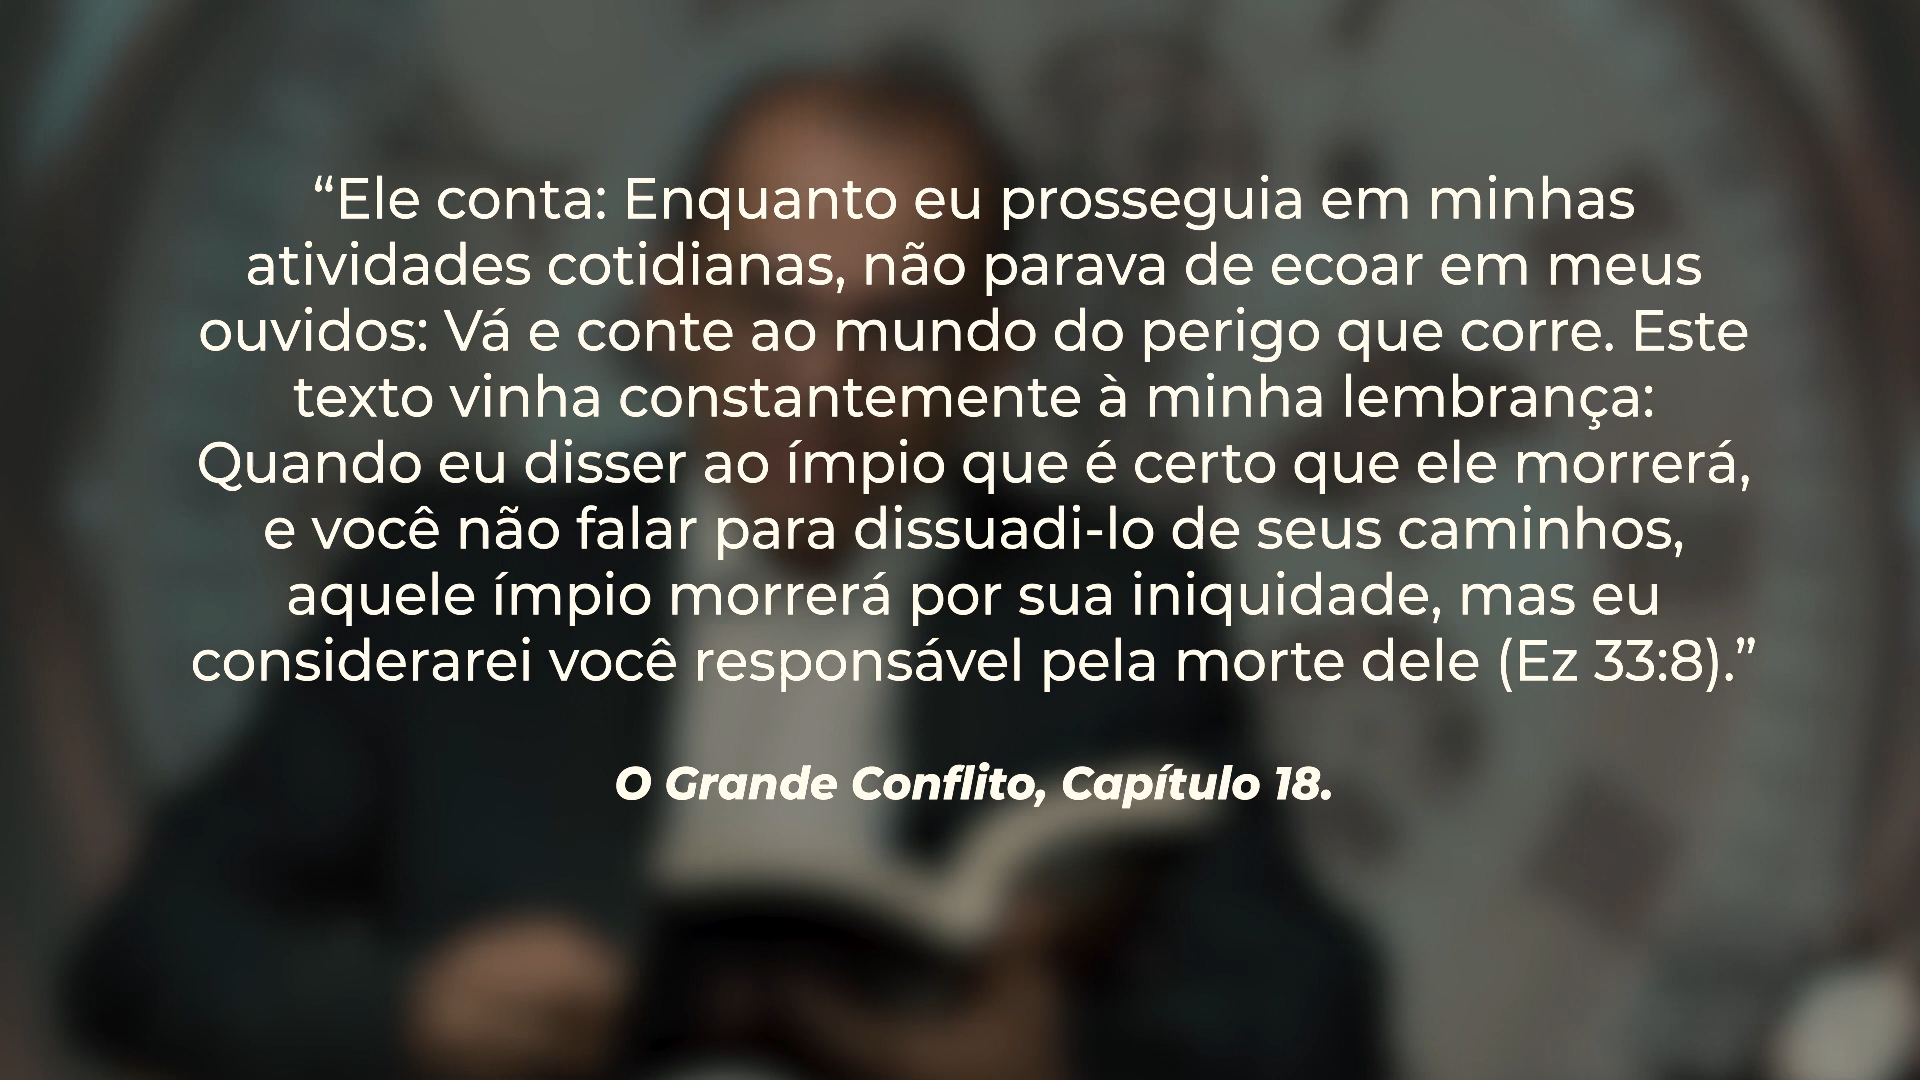 “Ele conta: Enquanto eu prosseguia em minhas
atividades cotidianas, não parava de ecoar em meus
ouvidos: Vá e conte ao mundo do perigo que corre. Este
texto vinha constantemente à minha lembrança:
Quando eu disser ao ímpio que é certo que ele morrerá,
e você não falar para dissuadi-lo de seus caminhos,
aquele ímpio morrerá por sua iniquidade, mas eu
considerarei você responsável pela morte dele (Ez 33:8).”
O Grande Conflito, Capítulo 18.